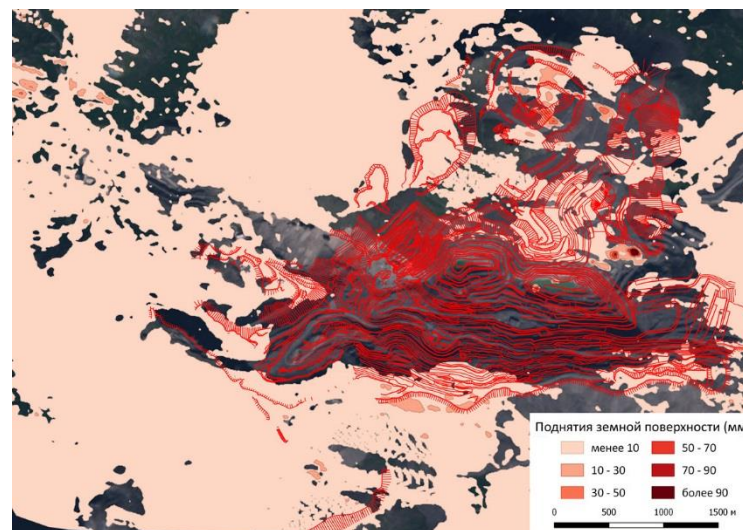 Поднятия земной поверхности (мм
менее 10
50 - 70
10 - 30
70 - 90
30 - 50
более 90
0 500 1000 1500 м